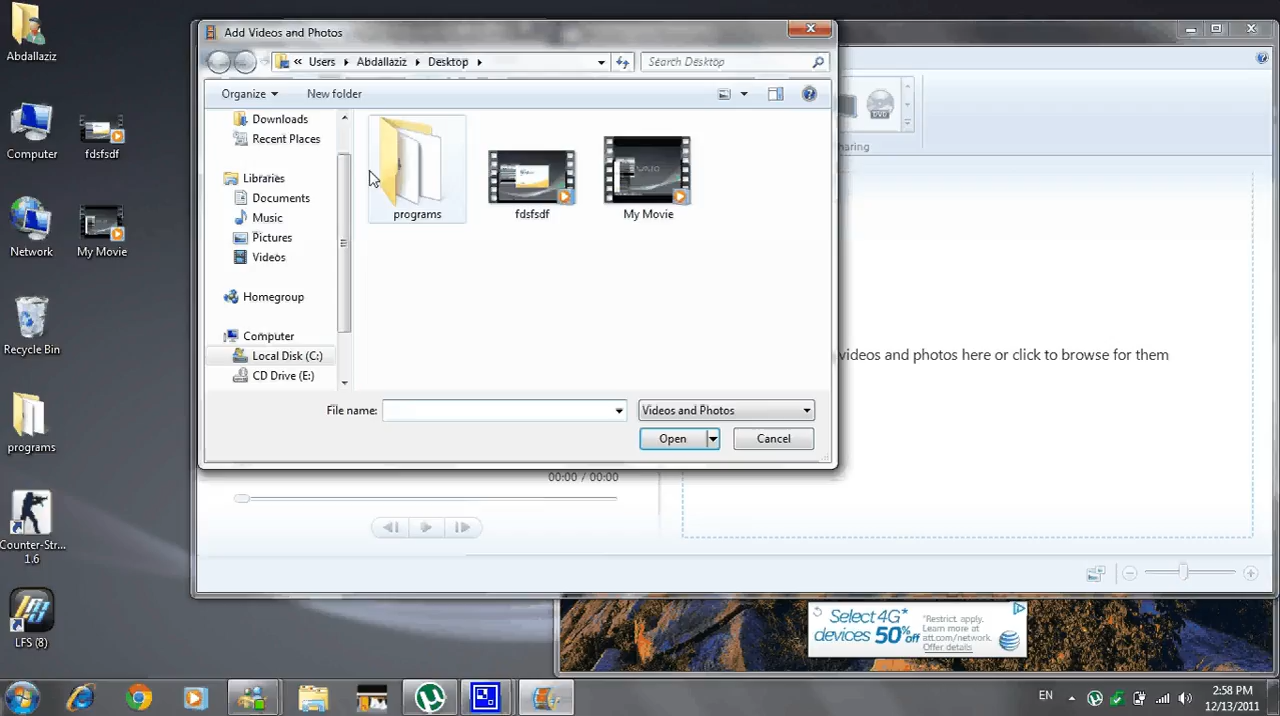 Abdallaziz
Computer
fdsfsdf
Network
My Movie
Recycle Bin
programs
Counter-Str...
1.6
LFS (8)
Add Videos and Photos
Users
Abdallaziz
Desktop
Search Desktop
Organize
New folder
Downloads
Recent Places
Libraries
Documents
Music
Pictures
Videos
Homegroup
Computer
Local Disk (C:)
CD Drive (E:)
programs
fdsfsdf
My Movie
File name:
Videos and Photos
Open
Cancel
DVD
haring
videos and photos here or click to browse for them
00:00 / 00:00
Select 4G*
devices 50% off
*Restrict. apply.
Learn more at
att.com/network.
Offer details
EN
2:58 PM
12/13/2011